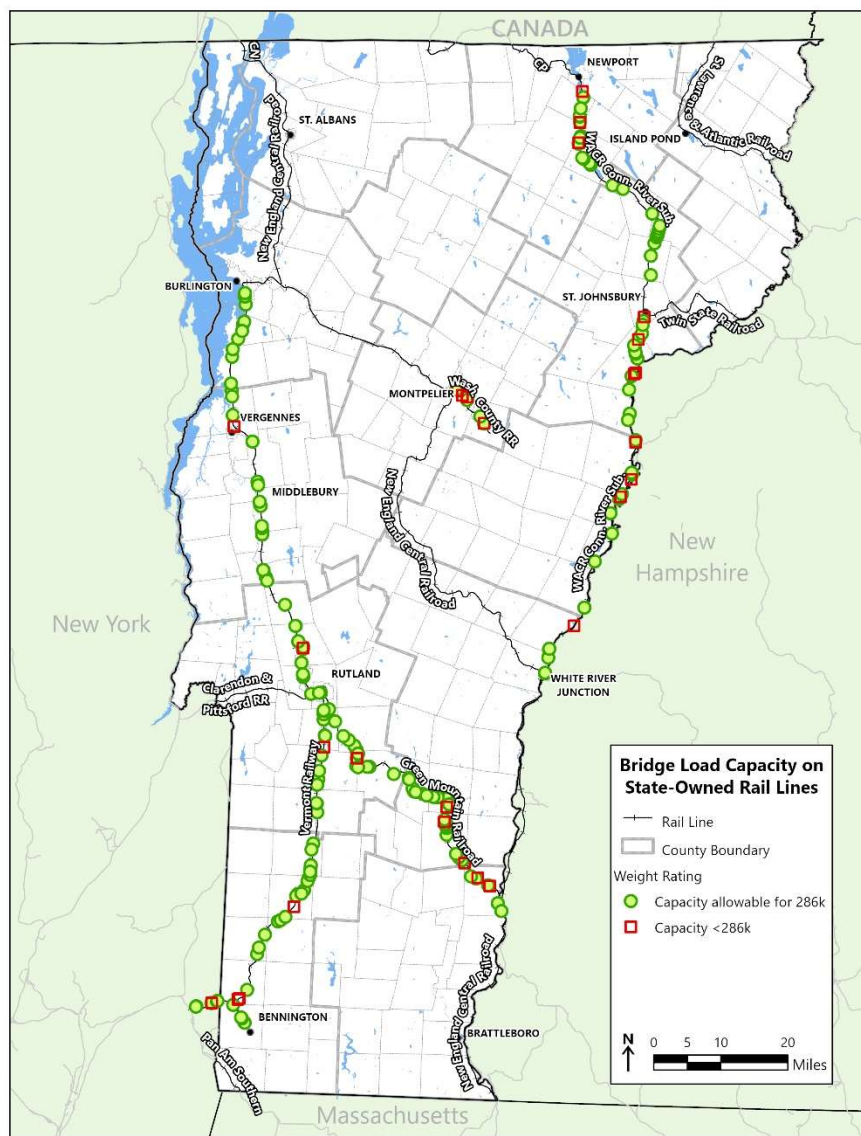 CANADA
CN
CP
NEWPORT
St. Lawrence & Atlantic Railroad
New England Central Railroad
ST. ALBANS
ISLAND POND
WACR Conn. River Sub.
BURLINGTON
ST. JOHNSBURY
Twin State Railroad
MONTPELIER
Wash County RR
VERGENNES
MIDDLEBURY
New England Central Railroad
WACR Conn. River Sub.
New
Hampshire
New York
RUTLAND
WHITE RIVER
JUNCTION
Clarendon &
Pittsford RR
Vermont Railway
Green Mountain Railroad
Bridge Load Capacity on
State-Owned Rail Lines
Rail Line
County Boundary
Weight Rating
Capacity allowable for 286k
Capacity <286k
New England Central Railroad
BENNINGTON
BRATTLEBORO
Pan Am Southern
N
0 5 10 20
Miles
Massachusetts